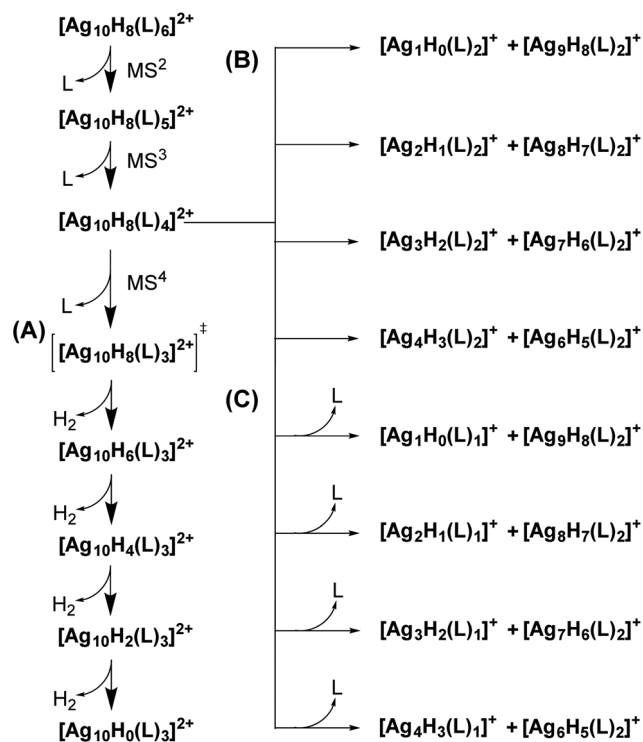 [Ag₁₀H₈(L)₆]²⁺
L
MS²
[Ag₁₀H₈(L)₅]²⁺
L
MS³
[Ag₁₀H₈(L)₄]²⁺
L
MS⁴
(A)
[[Ag₁₀H₈(L)₃]²⁺]‡
H₂
[Ag₁₀H₆(L)₃]²⁺
H₂
[Ag₁₀H₄(L)₃]²⁺
H₂
[Ag₁₀H₂(L)₃]²⁺
H₂
[Ag₁₀H₀(L)₃]²⁺
(B)
[Ag₁H₀(L)₂]⁺ + [Ag₉H₈(L)₂]⁺
[Ag₂H₁(L)₂]⁺ + [Ag₈H₇(L)₂]⁺
[Ag₃H₂(L)₂]⁺ + [Ag₇H₆(L)₂]⁺
[Ag₄H₃(L)₂]⁺ + [Ag₆H₅(L)₂]⁺
(C)
L
[Ag₁H₀(L)₁]⁺ + [Ag₉H₈(L)₂]⁺
L
[Ag₂H₁(L)₁]⁺ + [Ag₈H₇(L)₂]⁺
L
[Ag₃H₂(L)₁]⁺ + [Ag₇H₆(L)₂]⁺
L
[Ag₄H₃(L)₁]⁺ + [Ag₆H₅(L)₂]⁺